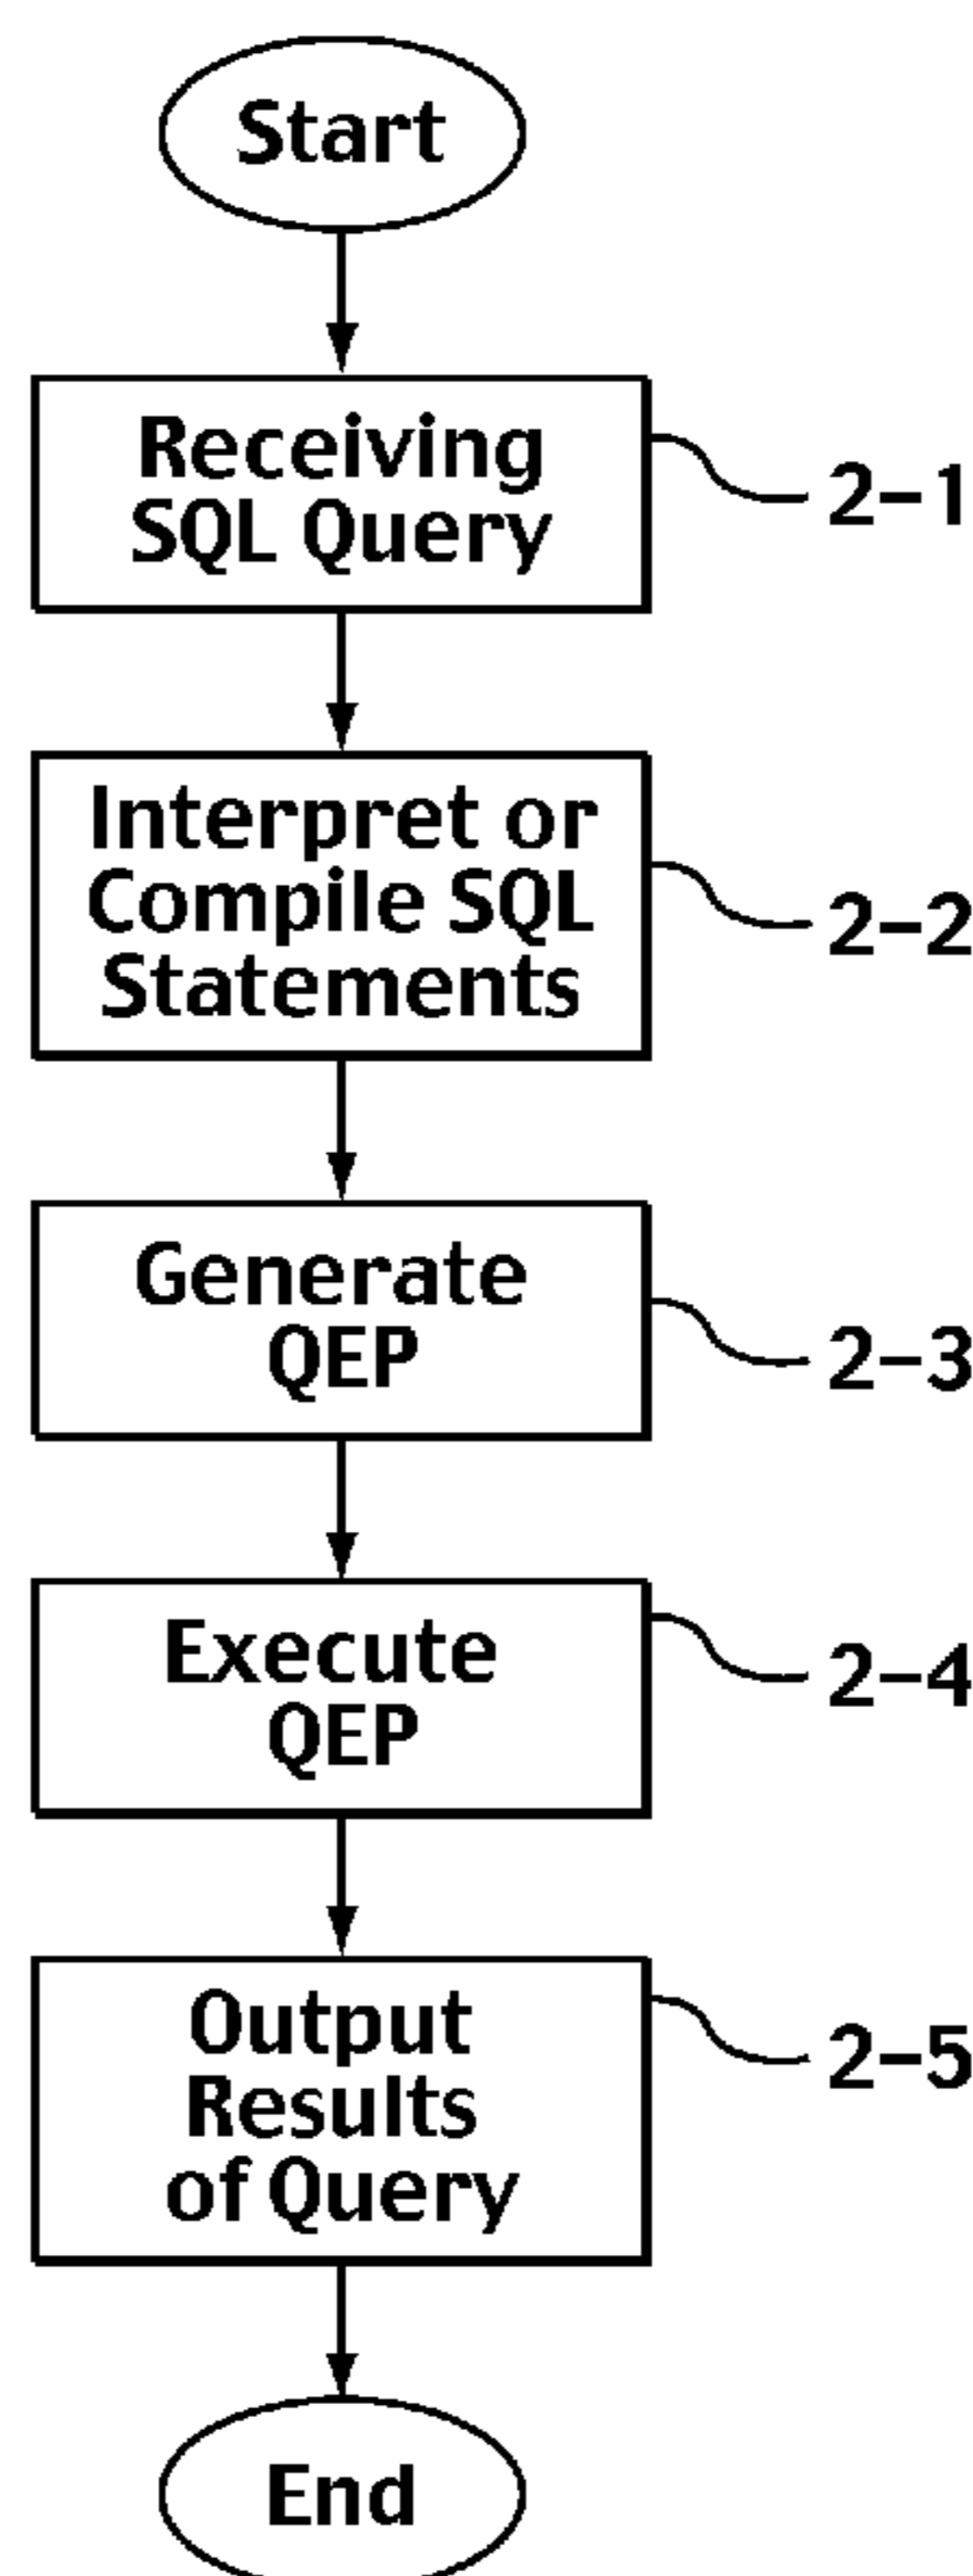 Start
Receiving
SQL Query
2-1
Interpret or
Compile SQL
Statements
2-2
Generate
QEP
2-3
Execute
QEP
2-4
Output
Results
of Query
2-5
End